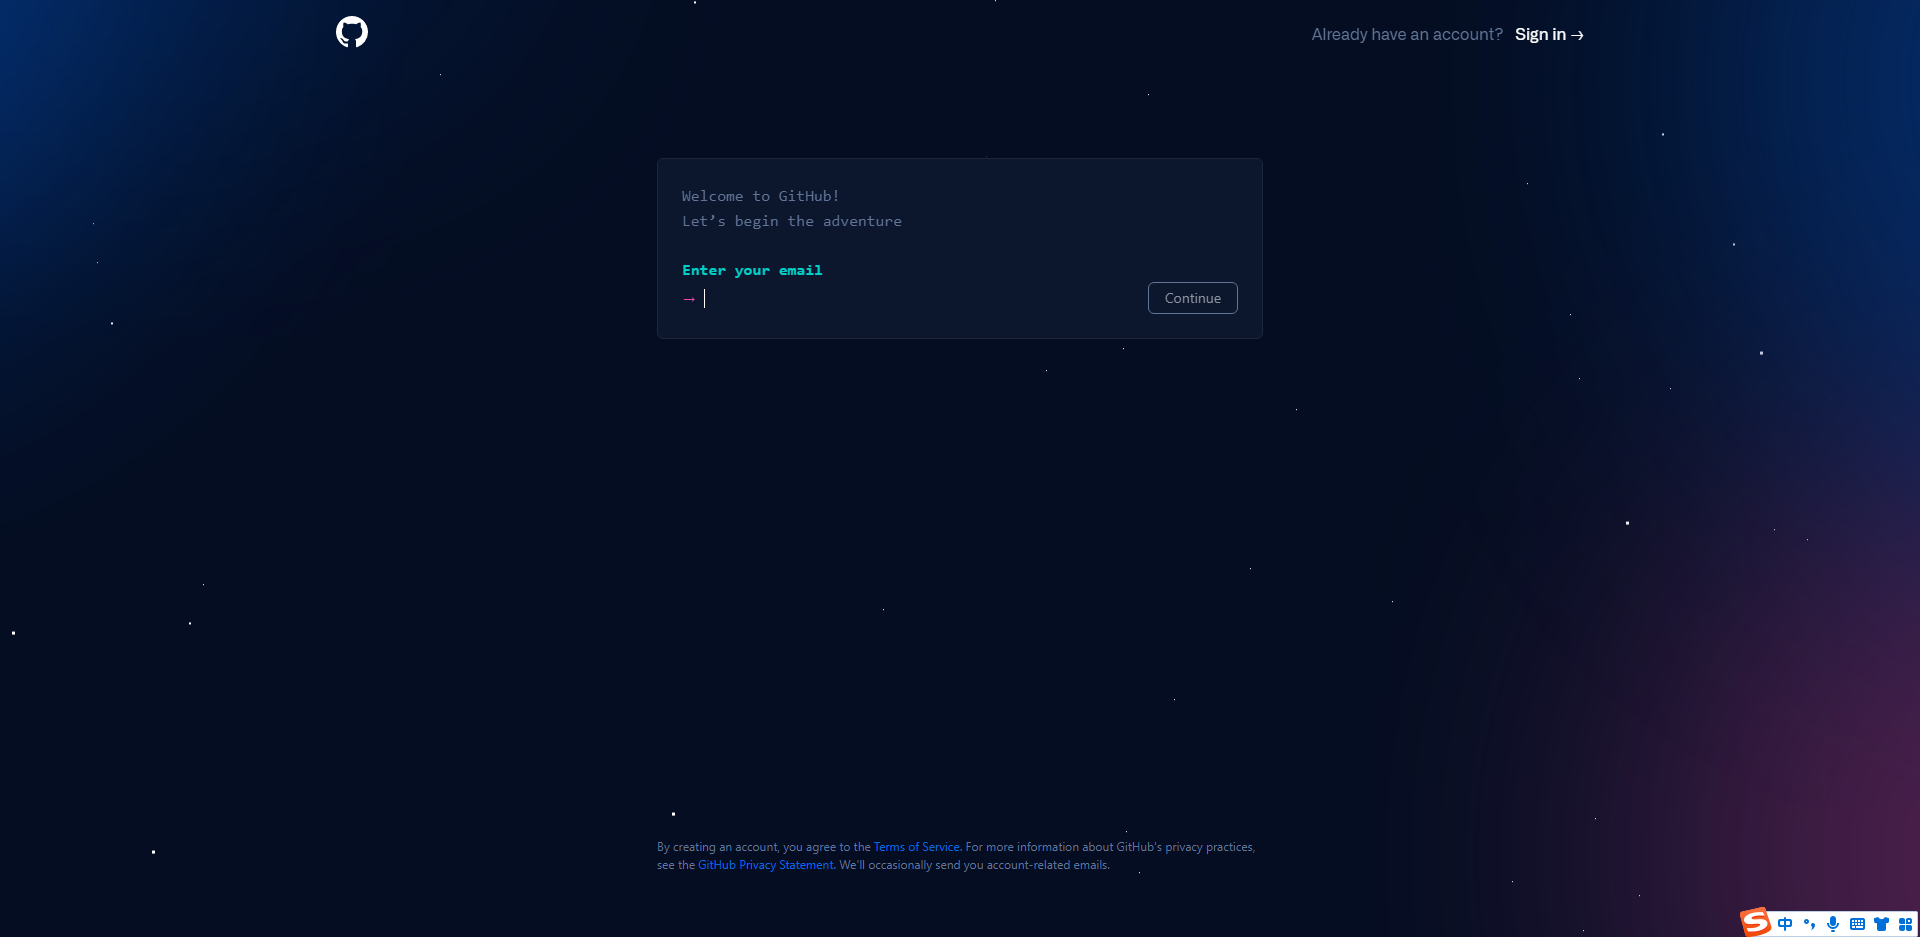 Already have an account? Sign in →
Welcome to GitHub!
Let’s begin the adventure
Enter your email
→
Continue
By creating an account, you agree to the Terms of Service. For more information about GitHub's privacy practices,
see the GitHub Privacy Statement. We'll occasionally send you account-related emails.
S 中